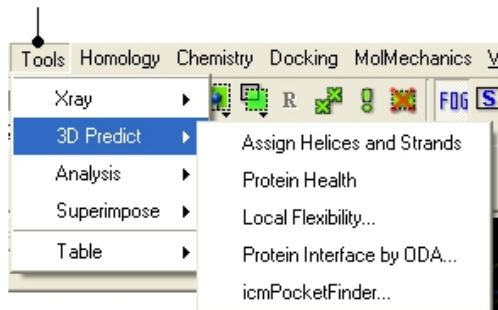 Tools Homology Chemistry Docking MolMechanics
R FOG S
Xray
3D Predict
Analysis
Superimpose
Table
Assign Helices and Strands
Protein Health
Local Flexibility...
Protein Interface by ODA...
icmPocketFinder...